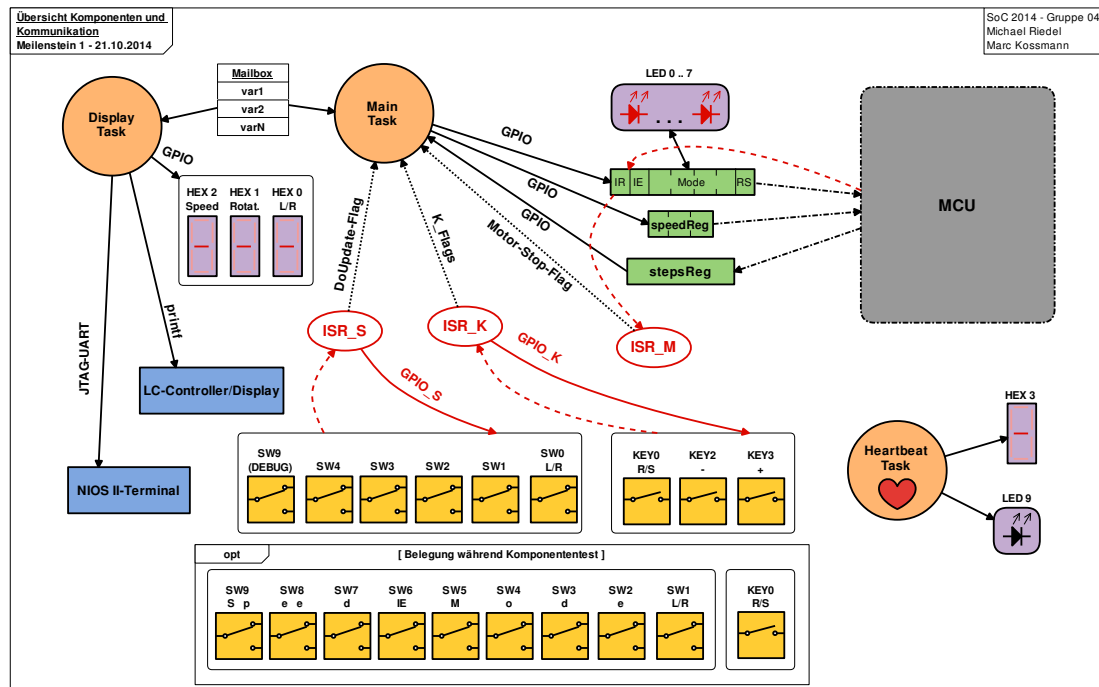 Übersicht Komponenten und
Kommunikation
Meilenstein 1 - 21.10.2014
SoC 2014 - Gruppe 04
Michael Riedel
Marc Kossmann
Mailbox
var1
var2
varN
Display
Task
Main
Task
LED 0 .. 7
. . .
GPIO
GPIO
GPIO
GPIO
IR IE Mode RS
speedReg
stepsReg
MCU
HEX 2
Speed
HEX 1
Rotat.
HEX 0
L/R
DoUpdate-Flag
K_Flags
Motor-Stop-Flag
JTAG-UART
printf
ISR_S
ISR_K
ISR_M
GPIO_S
GPIO_K
LC-Controller/Display
NIOS II-Terminal
HEX 3
Heartbeat
Task
LED 9
SW9
(DEBUG)
SW4
SW3
SW2
SW1
SW0
L/R
KEY0
R/S
KEY2
-
KEY3
+
opt
[ Belegung während Komponententest ]
SW9 SW8 SW7 SW6 SW5 SW4 SW3 SW2 SW1
S p e e d IE M o d e L/R
KEY0
R/S